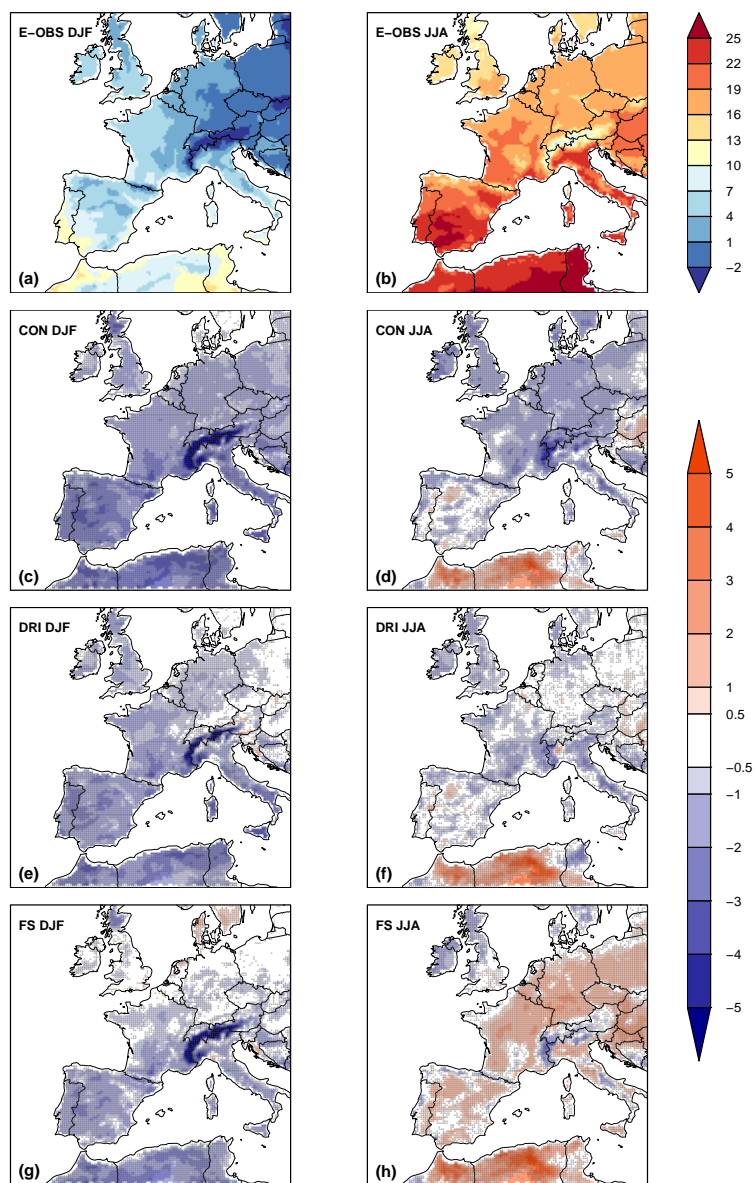 E−OBS DJF
(a)
E−OBS JJA
(b)
25
22
19
16
13
10
7
4
1
−2
CON DJF
(c)
CON JJA
(d)
DRI DJF
(e)
DRI JJA
(f)
FS DJF
(g)
FS JJA
(h)
5
4
3
2
1
0.5
−0.5
−1
−2
−3
−4
−5